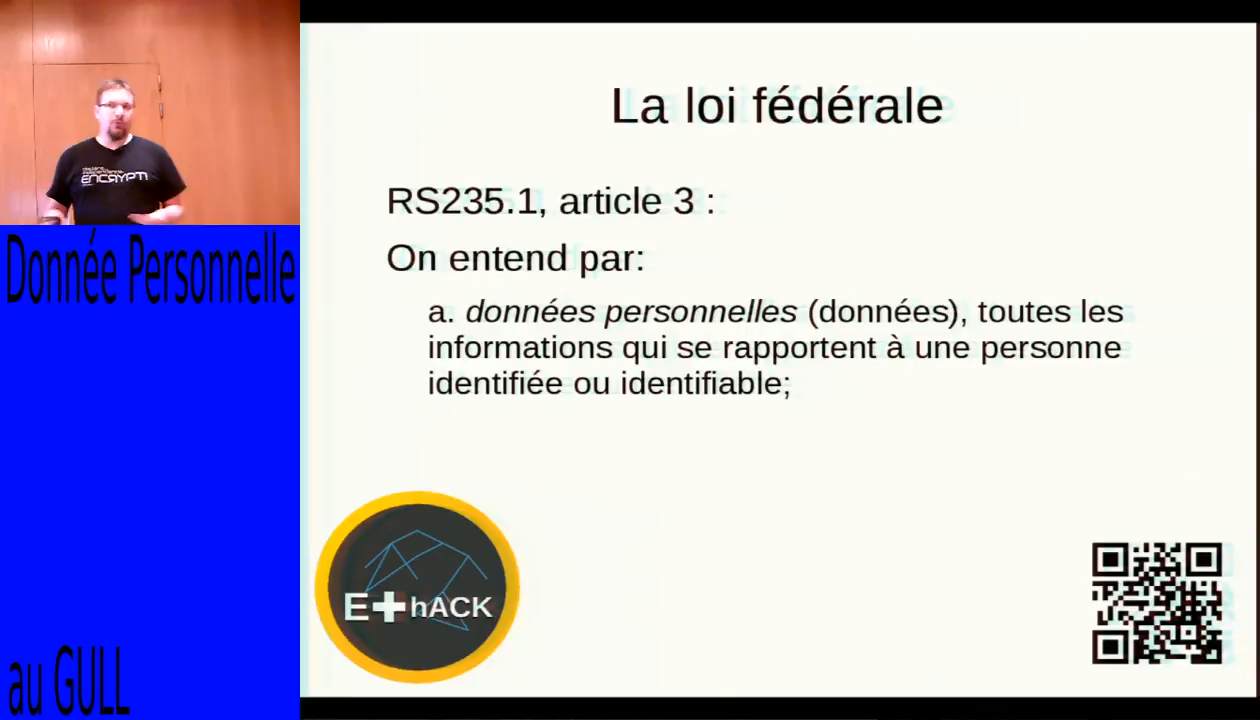 ENCRYPT!
Donnée Personnelle
au GULL
La loi fédérale
RS235.1, article 3 :
On entend par:
a. données personnelles (données), toutes les
informations qui se rapportent à une personne
identifiée ou identifiable;
E+hACK